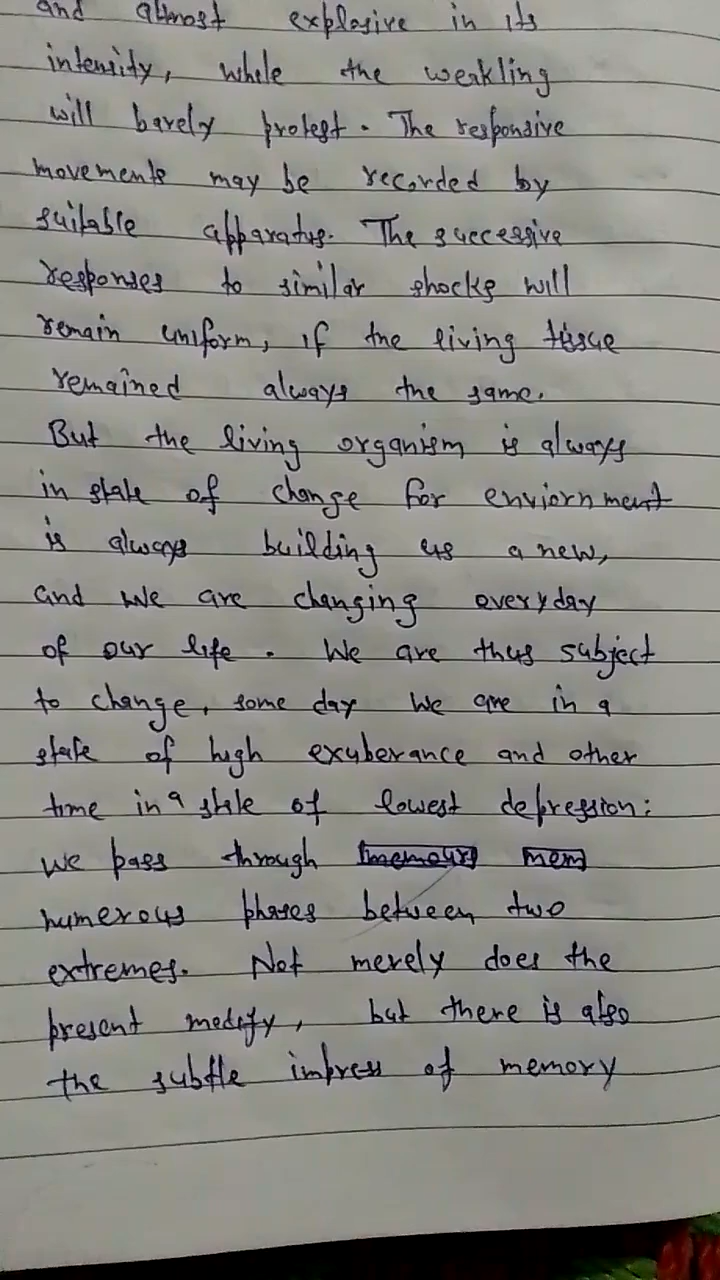 and almost explosive in its
intensity, while the weakling
will barely protest. The responsive
movements may be recorded by
suitable apparatus. The successive
responses to similar shocks will
remain uniform, if the living tissue
remained always the same.
But the living organism is always
in state of change for enviornment
is always building us a new,
and we are changing everyday
of our life. We are thus subject
to change, some day we are in a
state of high exuberance and other
time in a state of lowest depression:
we pass through
numerous phases between two
extremes. Not merely does the
present modify, but there is also
the subtle impress of memory